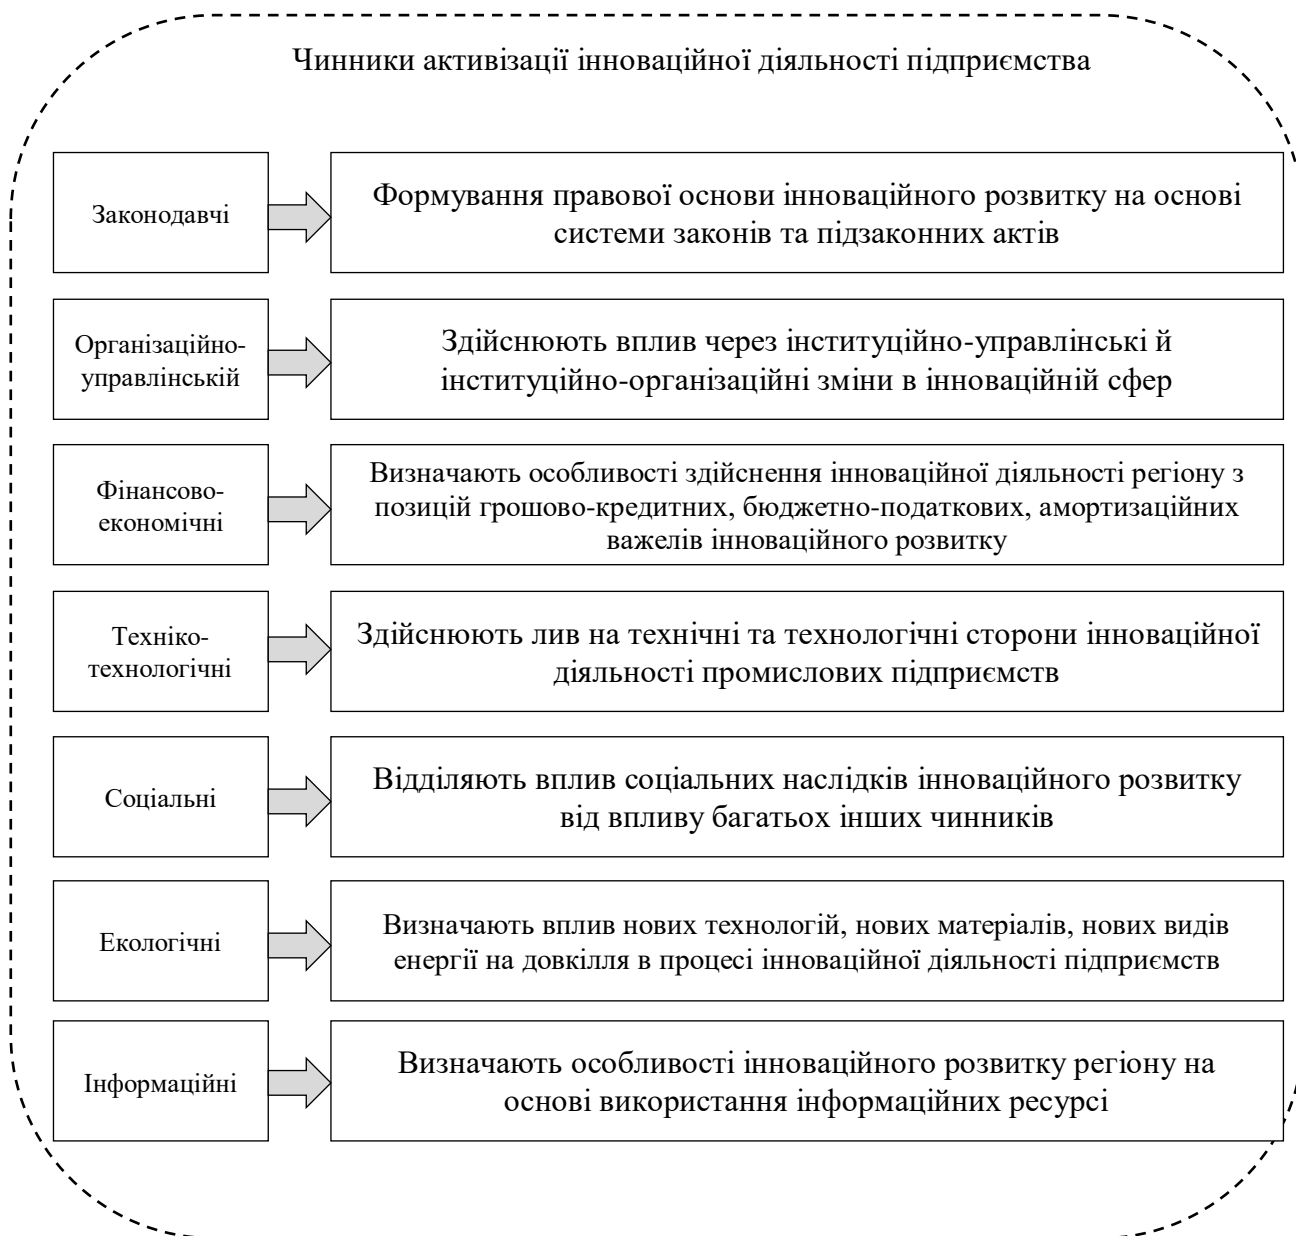 Чинники активізації інноваційної діяльності підприємства
Законодавчі
Формування правової основи інноваційного розвитку на основі
системи законів та підзаконних актів
Організаційно-
управлінській
Здійснюють вплив через інституційно-управлінські й
інституційно-організаційні зміни в інноваційній сфер
Фінансово-
економічні
Визначають особливості здійснення інноваційної діяльності регіону з
позицій грошово-кредитних, бюджетно-податкових, амортизаційних
важелів інноваційного розвитку
Техніко-
технологічні
Здійснюють лив на технічні та технологічні сторони інноваційної
діяльності промислових підприємств
Соціальні
Відділяють вплив соціальних наслідків інноваційного розвитку
від впливу багатьох інших чинників
Екологічні
Визначають вплив нових технологій, нових матеріалів, нових видів
енергії на довкілля в процесі інноваційної діяльності підприємств
Інформаційні
Визначають особливості інноваційного розвитку регіону на
основі використання інформаційних ресурсі